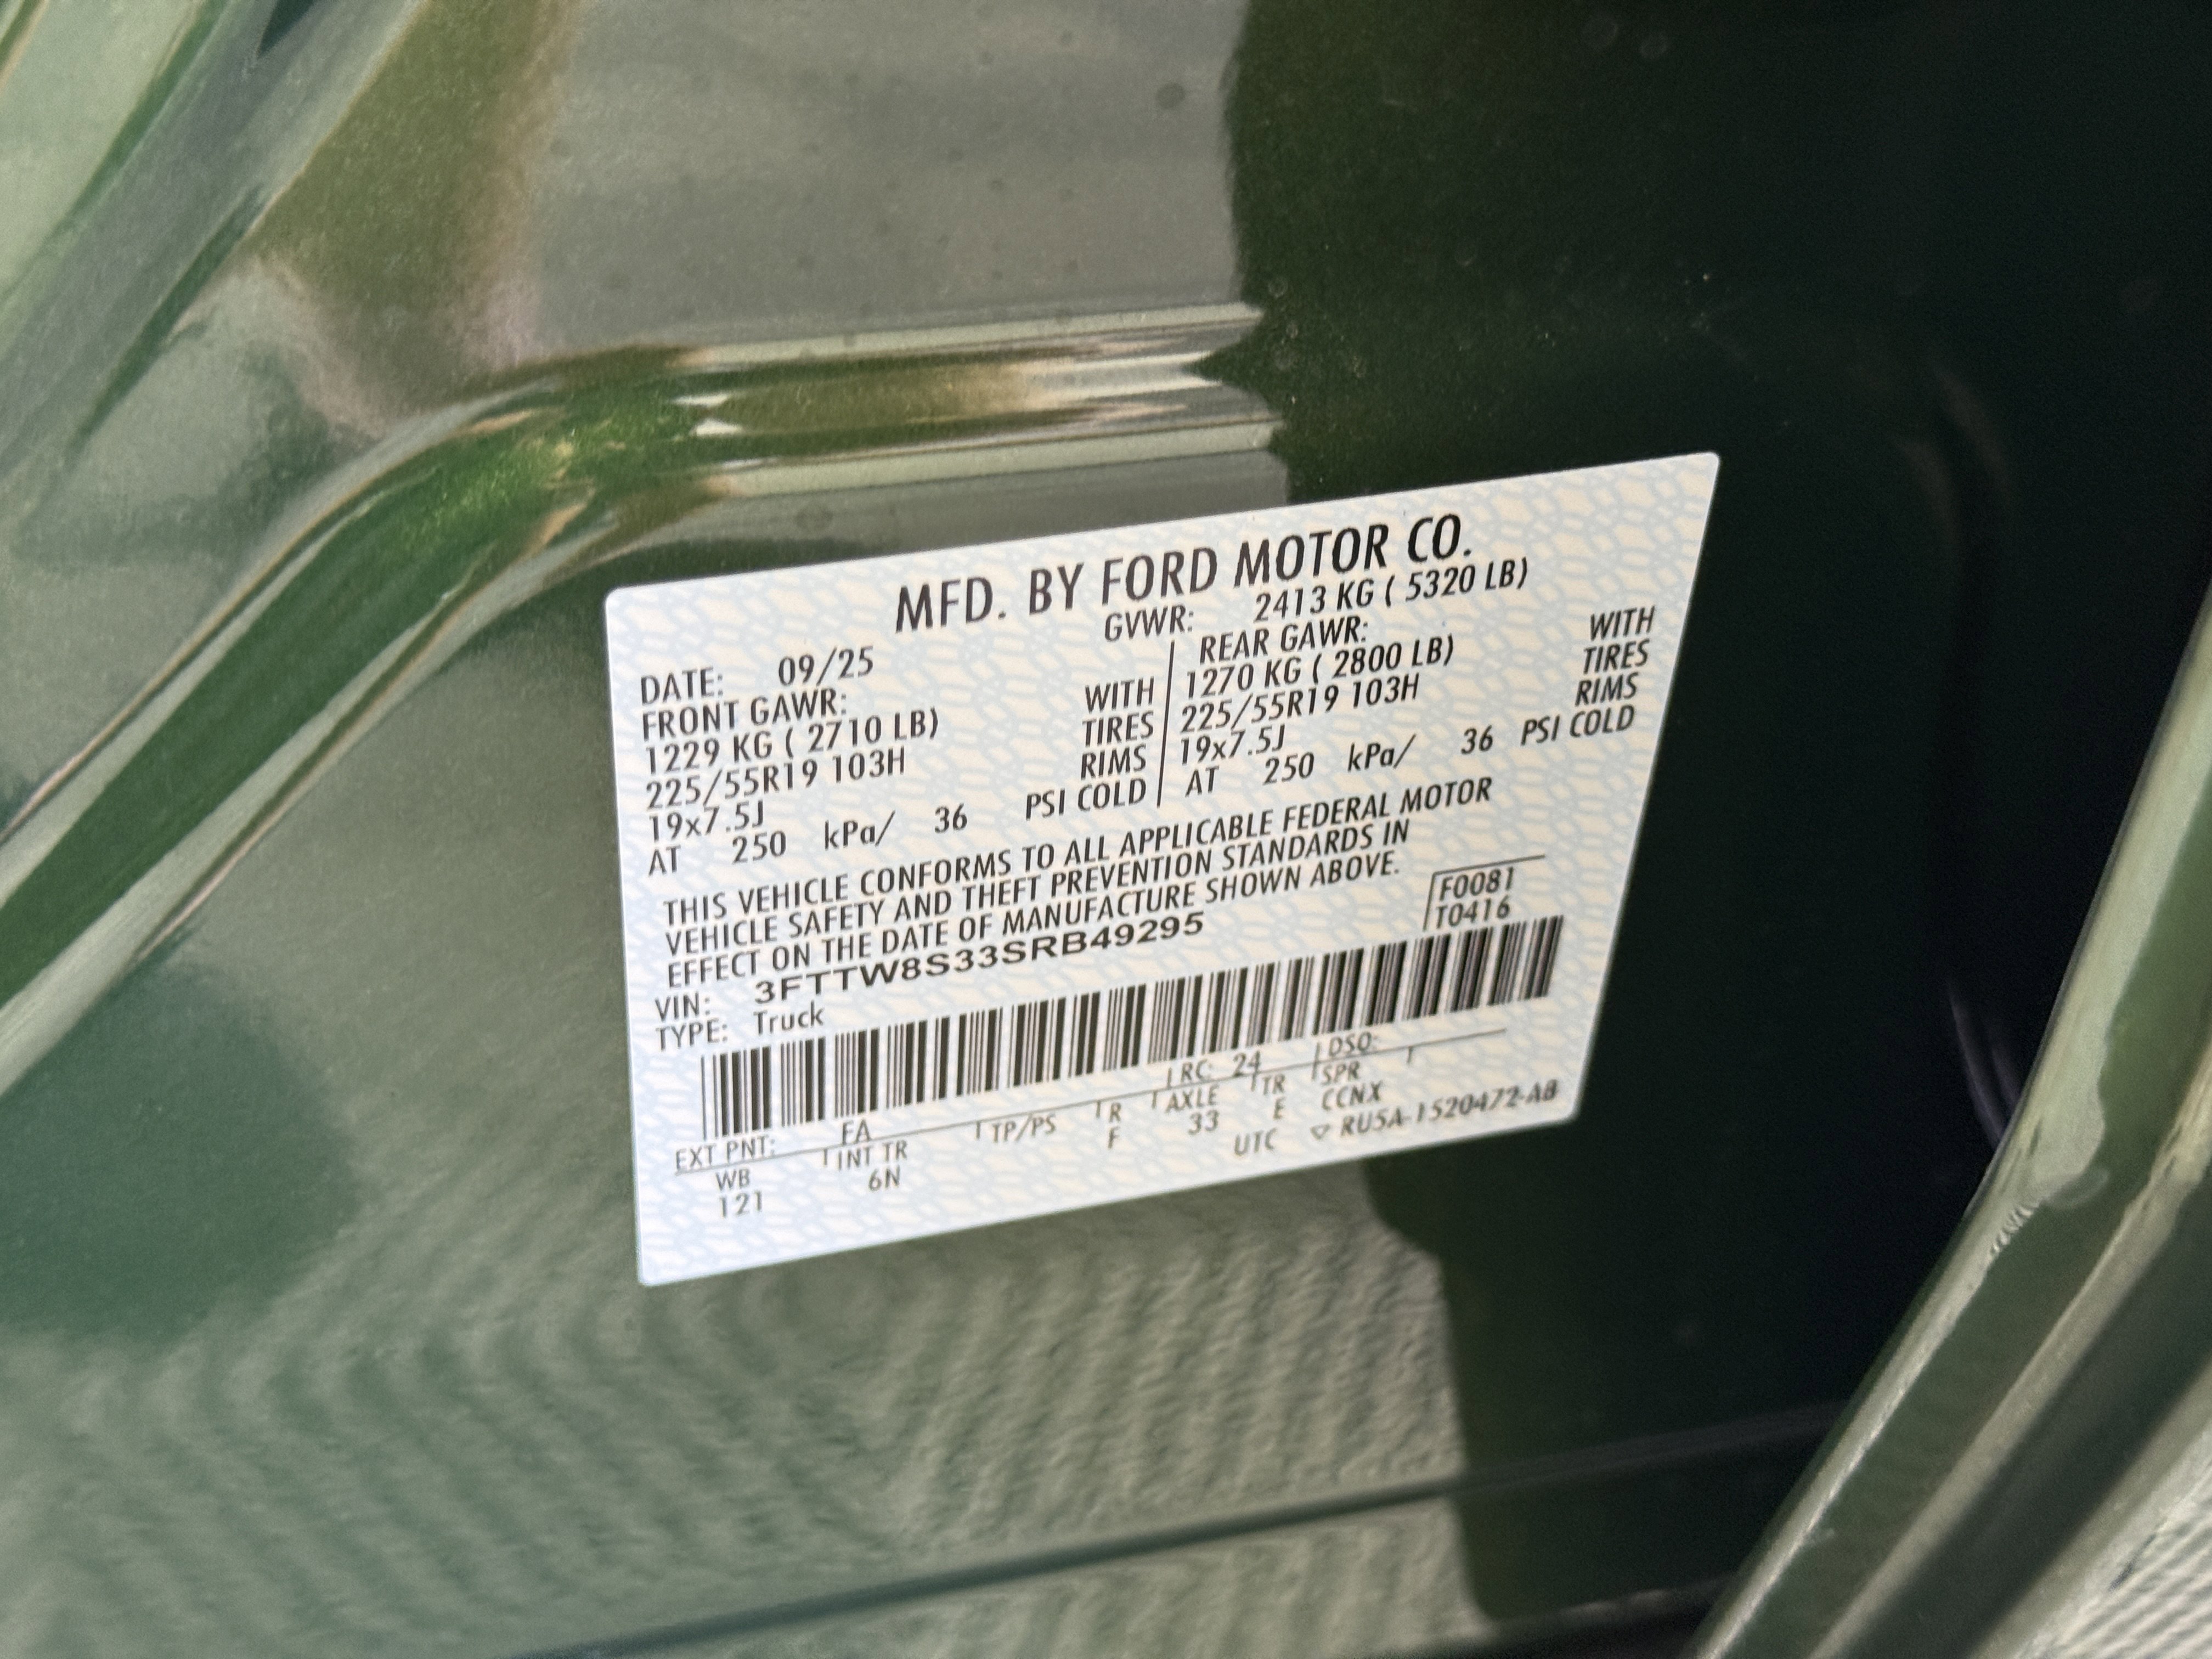 MFD. BY FORD MOTOR CO.
DATE: 09/25 GVWR: 2413 KG ( 5320 LB)
FRONT GAWR: REAR GAWR:
1229 KG ( 2710 LB) WITH 1270 KG ( 2800 LB) WITH
225/55R19 103H TIRES 225/55R19 103H TIRES
19x7.5J RIMS 19x7.5J RIMS
AT 250 kPa/ 36 PSI COLD AT 250 kPa/ 36 PSI COLD
THIS VEHICLE CONFORMS TO ALL APPLICABLE FEDERAL MOTOR
VEHICLE SAFETY AND THEFT PREVENTION STANDARDS IN
EFFECT ON THE DATE OF MANUFACTURE SHOWN ABOVE.
VIN: 3FTTW8S33SRB49295 F0081
TYPE: Truck T0416
EXT PNT: FA RC: 24 DSO:
WB INT TR TP/PS R AXLE TR SPR
121 6N F 33 E CCNX
UTC ▽ RU5A-1520472-AB